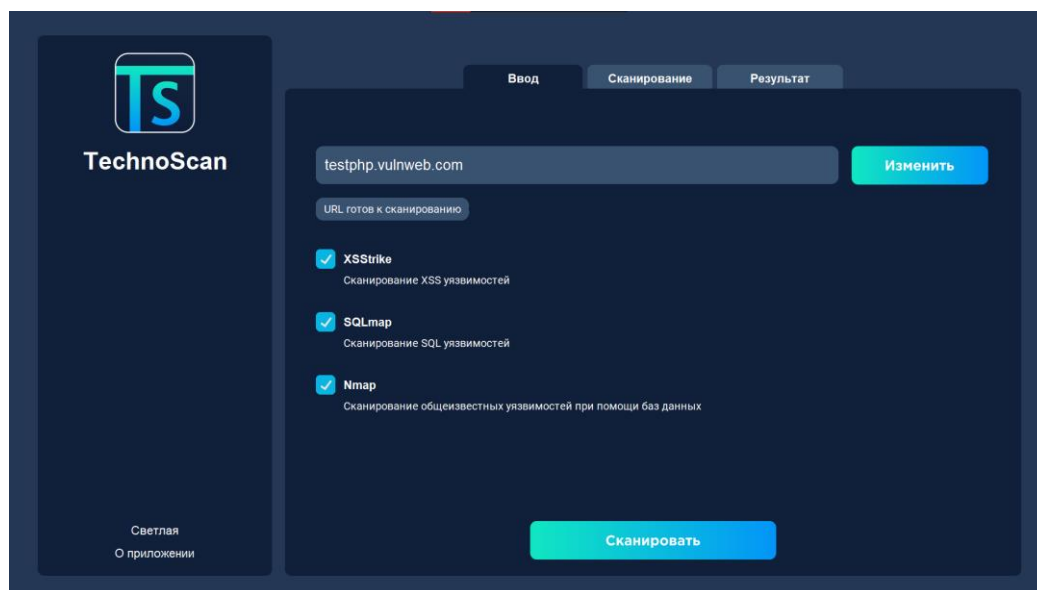 TS
TechnoScan
Светлая
О приложении
Ввод
Сканирование
Результат
testphp.vulnweb.com
Изменить
URL готов к сканированию
XSStrike
Сканирование XSS уязвимостей
SQLmap
Сканирование SQL уязвимостей
Nmap
Сканирование общеизвестных уязвимостей при помощи баз данных
Сканировать